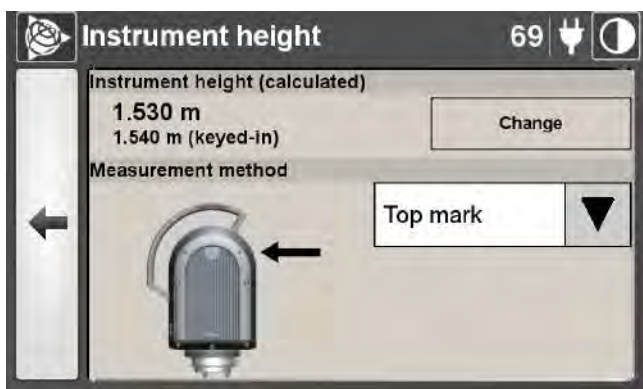 Instrument height
69
Instrument height (calculated)
1.530 m
1.540 m (keyed-in)
Change
Measurement method
Top mark